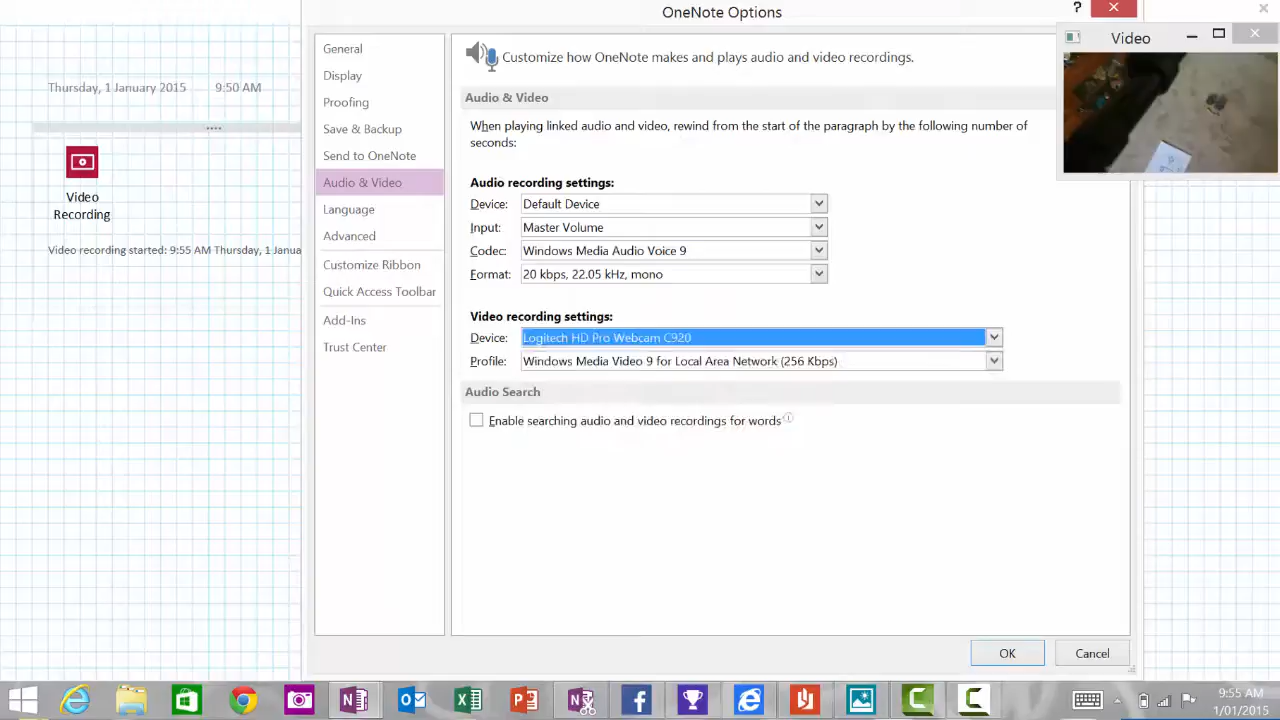 OneNote Options
?
Video
Thursday, 1 January 2015 9:50 AM
Video
Recording
Video recording started: 9:55 AM Thursday, 1 Janua
General
Display
Proofing
Save & Backup
Send to OneNote
Audio & Video
Language
Advanced
Customize Ribbon
Quick Access Toolbar
Add-Ins
Trust Center
Customize how OneNote makes and plays audio and video recordings.
Audio & Video
When playing linked audio and video, rewind from the start of the paragraph by the following number of
seconds:
Audio recording settings:
Device: Default Device
Input: Master Volume
Codec: Windows Media Audio Voice 9
Format: 20 kbps, 22.05 kHz, mono
Video recording settings:
Device: Logitech HD Pro Webcam C920
Profile: Windows Media Video 9 for Local Area Network (256 Kbps)
Audio Search
Enable searching audio and video recordings for words
OK
Cancel
9:55 AM
1/01/2015